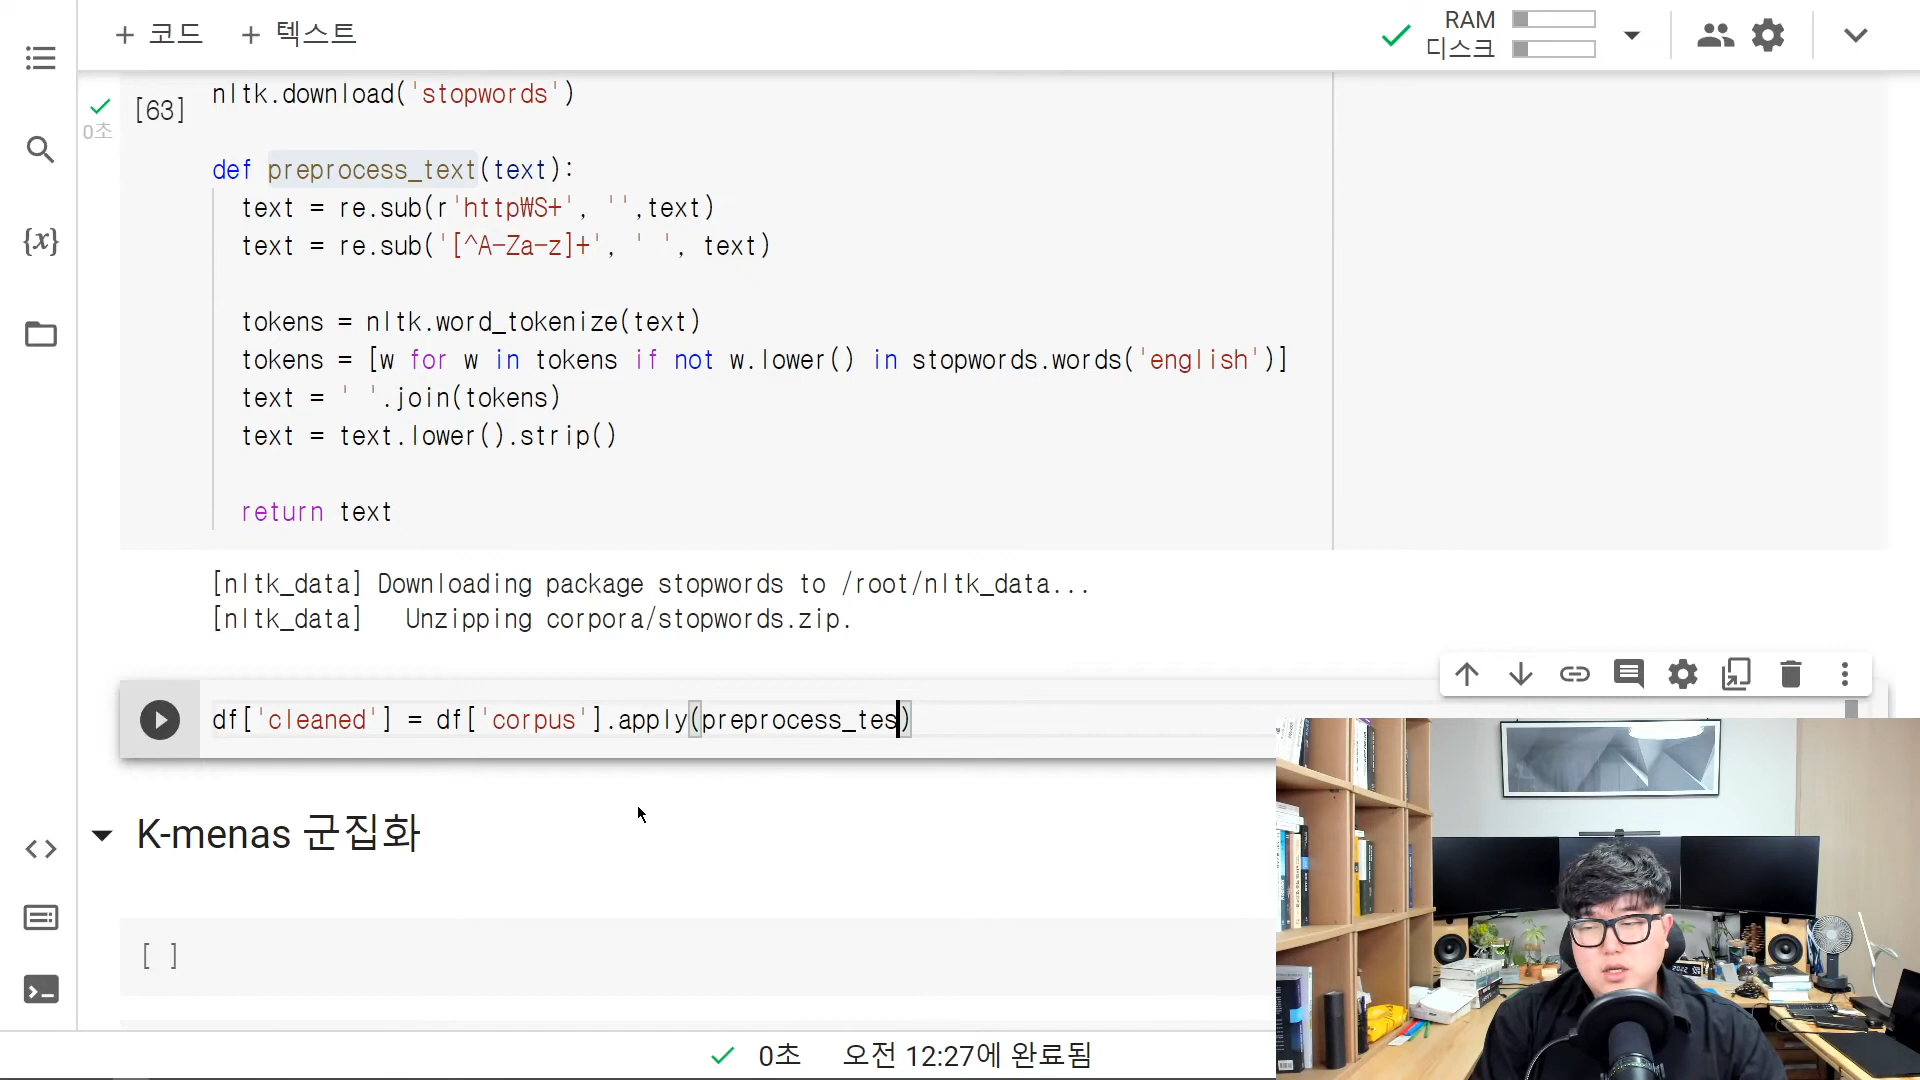 + 코드 + 텍스트
RAM
디스크
{x}
[63]
0초
nltk.download('stopwords')
def preprocess_text(text):
text = re.sub(r'http₩S+', '',text)
text = re.sub('[^A-Za-z]+', ' ', text)
tokens = nltk.word_tokenize(text)
tokens = [w for w in tokens if not w.lower() in stopwords.words('english')]
text = ' '.join(tokens)
text = text.lower().strip()
return text
[nltk_data] Downloading package stopwords to /root/nltk_data...
[nltk_data]   Unzipping corpora/stopwords.zip.
df['cleaned'] = df['corpus'].apply(preprocess_tes)
K-menas 군집화
[ ]
0초 오전 12:27에 완료됨